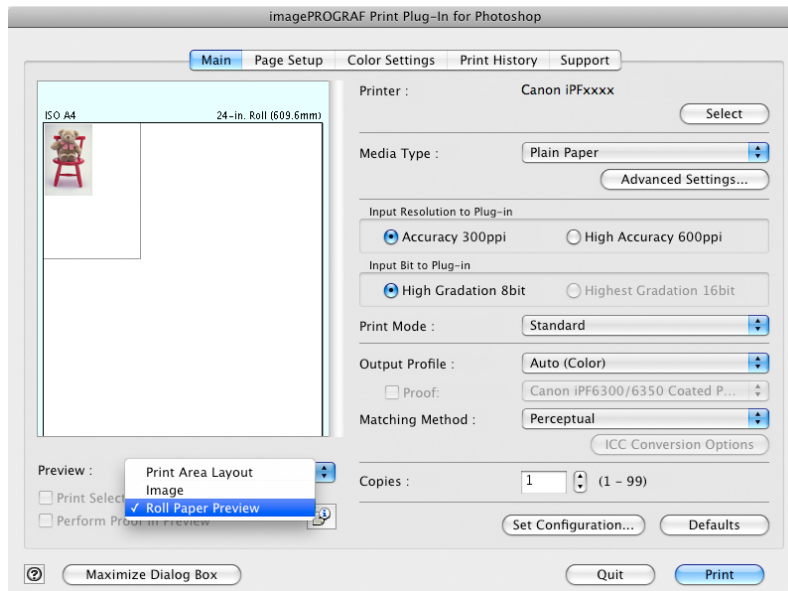 imagePROGRAF Print Plug-In for Photoshop
Main Page Setup Color Settings Print History Support
ISO A4 24-in. Roll (609.6mm)
Printer : Canon iPFxxxx
Select
Media Type : Plain Paper
Advanced Settings...
Input Resolution to Plug-in
Accuracy 300ppi High Accuracy 600ppi
Input Bit to Plug-in
High Gradation 8bit Highest Gradation 16bit
Print Mode : Standard
Output Profile : Auto (Color)
Proof: Canon iPF6300/6350 Coated P...
Matching Method : Perceptual
ICC Conversion Options
Preview :
Print Area Layout
Image
✓ Roll Paper Preview
Print Select
Perform Proof in Preview
Copies : 1 (1 – 99)
Set Configuration... Defaults
? Maximize Dialog Box Quit Print